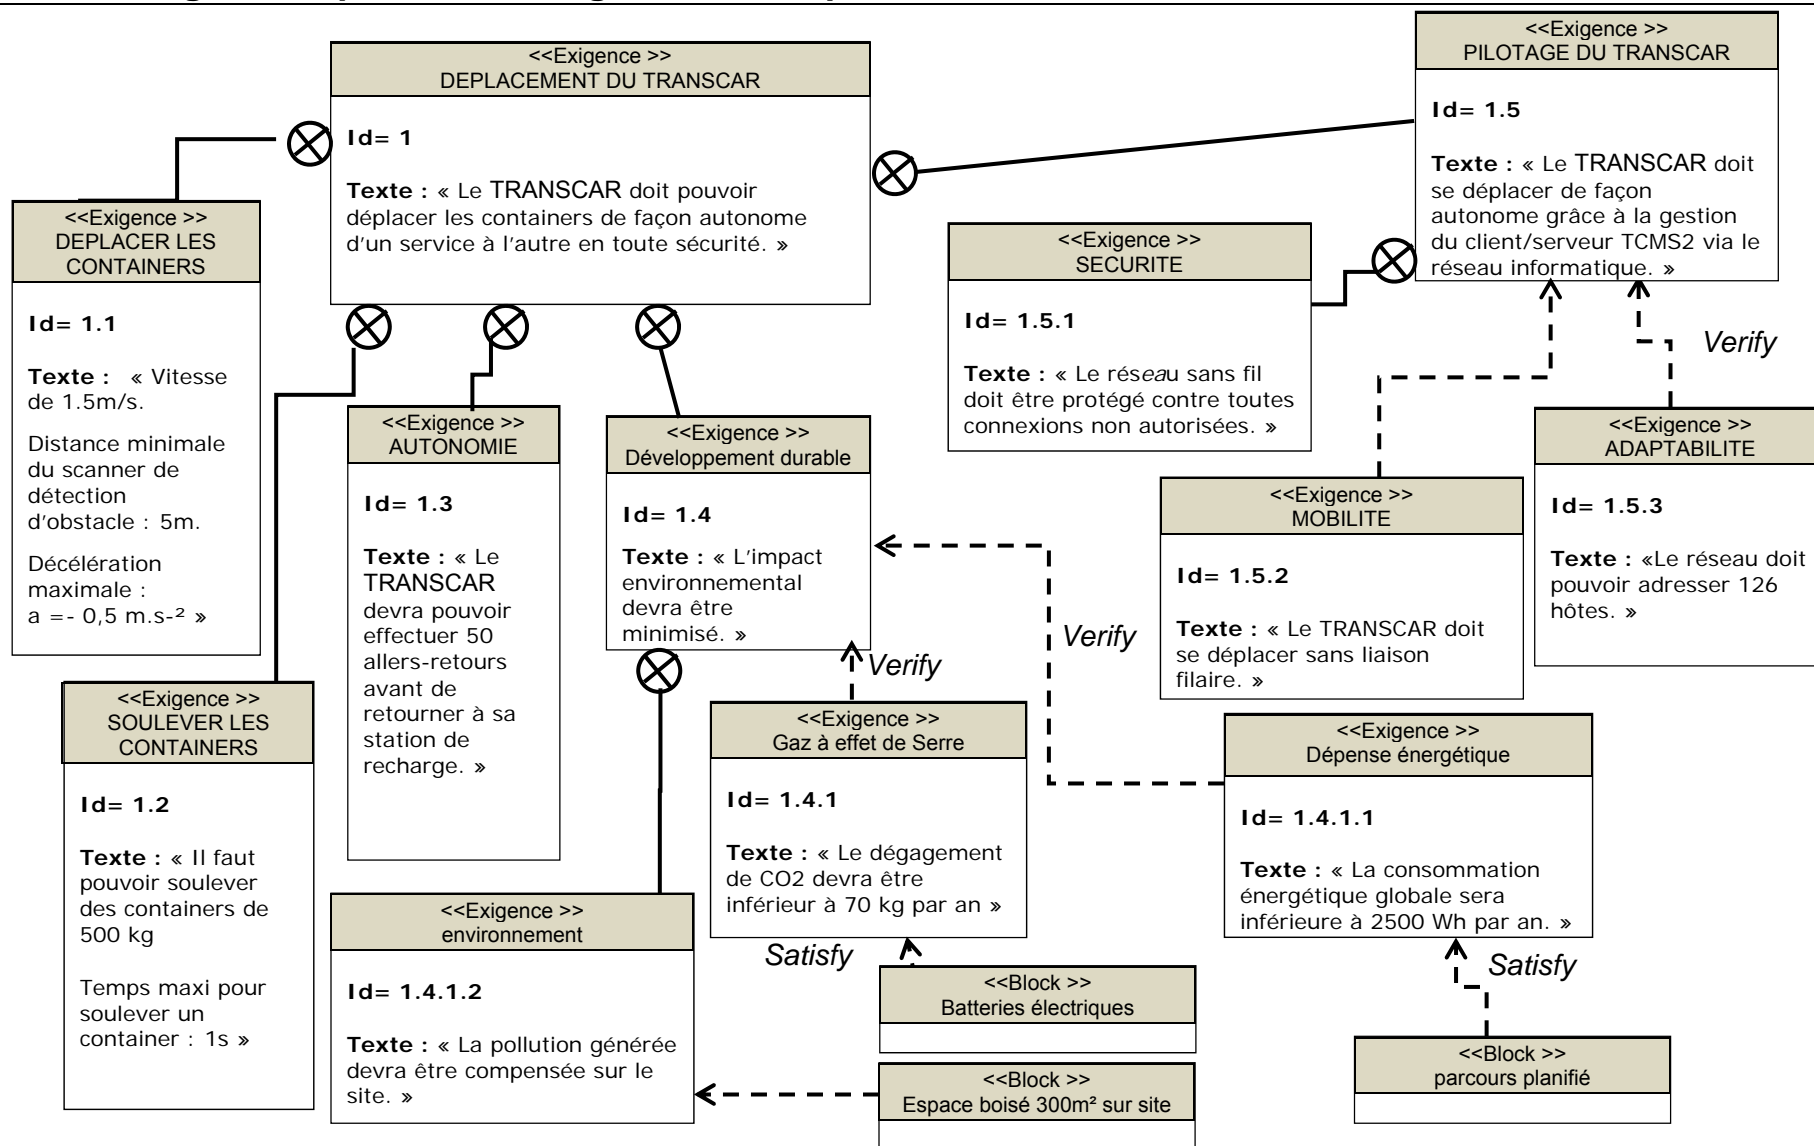 <<Exigence >>
DEPLACEMENT DU TRANSCAR
Id= 1
Texte : « Le TRANSCAR doit pouvoir
déplacer les containers de façon autonome
d'un service à l'autre en toute sécurité. »
<<Exigence >>
PILOTAGE DU TRANSCAR
Id= 1.5
Texte : « Le TRANSCAR doit
se déplacer de façon
autonome grâce à la gestion
du client/serveur TCMS2 via le
réseau informatique. »
<<Exigence >>
DEPLACER LES
CONTAINERS
Id= 1.1
Texte : « Vitesse
de 1.5m/s.
Distance minimale
du scanner de
détection
d'obstacle : 5m.
Décélération
maximale :
a =- 0,5 m.s-² »
<<Exigence >>
SECURITE
Id= 1.5.1
Texte : « Le réseau sans fil
doit être protégé contre toutes
connexions non autorisées. »
Verify
<<Exigence >>
AUTONOMIE
Id= 1.3
Texte : « Le
TRANSCAR
devra pouvoir
effectuer 50
allers-retours
avant de
retourner à sa
station de
recharge. »
<<Exigence >>
Développement durable
Id= 1.4
Texte : « L'impact
environnemental
devra être
minimisé. »
<<Exigence >>
ADAPTABILITE
Id= 1.5.3
Texte : «Le réseau doit
pouvoir adresser 126
hôtes. »
<<Exigence >>
MOBILITE
Id= 1.5.2
Texte : « Le TRANSCAR doit
se déplacer sans liaison
filaire. »
Verify
Verify
<<Exigence >>
SOULEVER LES
CONTAINERS
Id= 1.2
Texte : « Il faut
pouvoir soulever
des containers de
500 kg
Temps maxi pour
soulever un
container : 1s »
<<Exigence >>
Gaz à effet de Serre
Id= 1.4.1
Texte : « Le dégagement
de CO2 devra être
inférieur à 70 kg par an »
<<Exigence >>
Dépense énergétique
Id= 1.4.1.1
Texte : « La consommation
énergétique globale sera
inférieure à 2500 Wh par an. »
<<Exigence >>
environnement
Id= 1.4.1.2
Texte : « La pollution générée
devra être compensée sur le
site. »
Satisfy
<<Block >>
Batteries électriques
Satisfy
<<Block >>
parcours planifié
<<Block >>
Espace boisé 300m² sur site